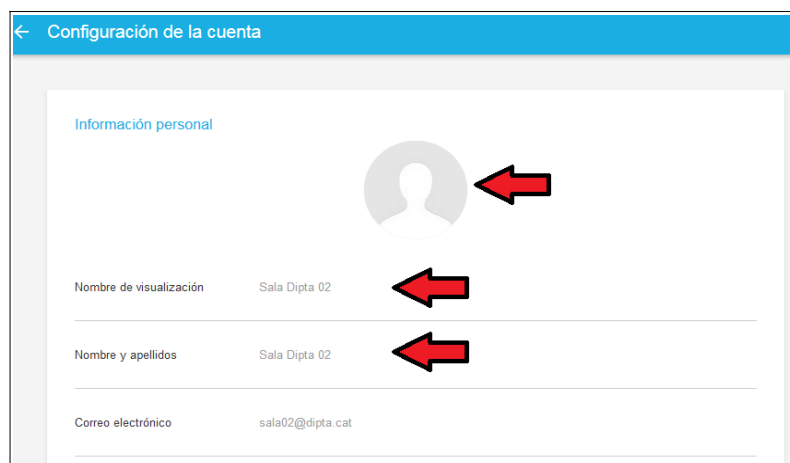 Configuración de la cuenta
Información personal
Nombre de visualización Sala Dipta 02
Nombre y apellidos Sala Dipta 02
Correo electrónico sala02@dipta.cat